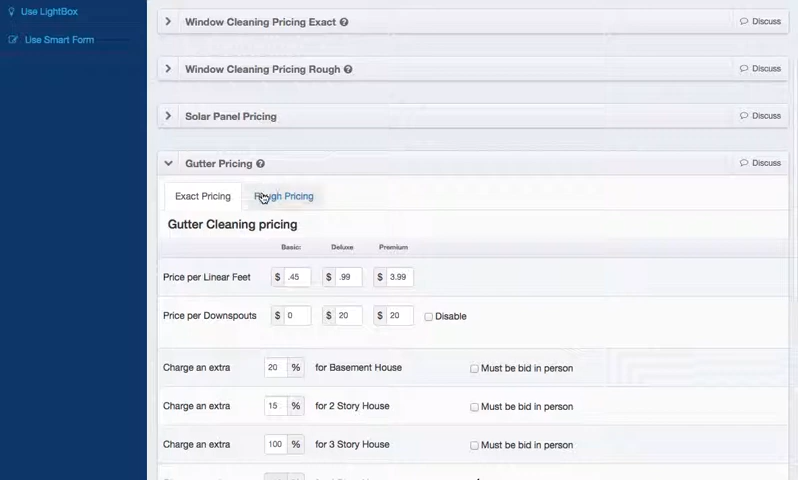 Use LightBox
Use Smart Form
Window Cleaning Pricing Exact
Discuss
Window Cleaning Pricing Rough
Discuss
Solar Panel Pricing
Discuss
Gutter Pricing
Discuss
Exact Pricing Rough Pricing
Gutter Cleaning pricing
Basic: Deluxe Premium
Price per Linear Feet $ .45 $ .99 $ 3.99
Price per Downspouts $ 0 $ 20 $ 20 Disable
Charge an extra 20 % for Basement House Must be bid in person
Charge an extra 15 % for 2 Story House Must be bid in person
Charge an extra 100 % for 3 Story House Must be bid in person